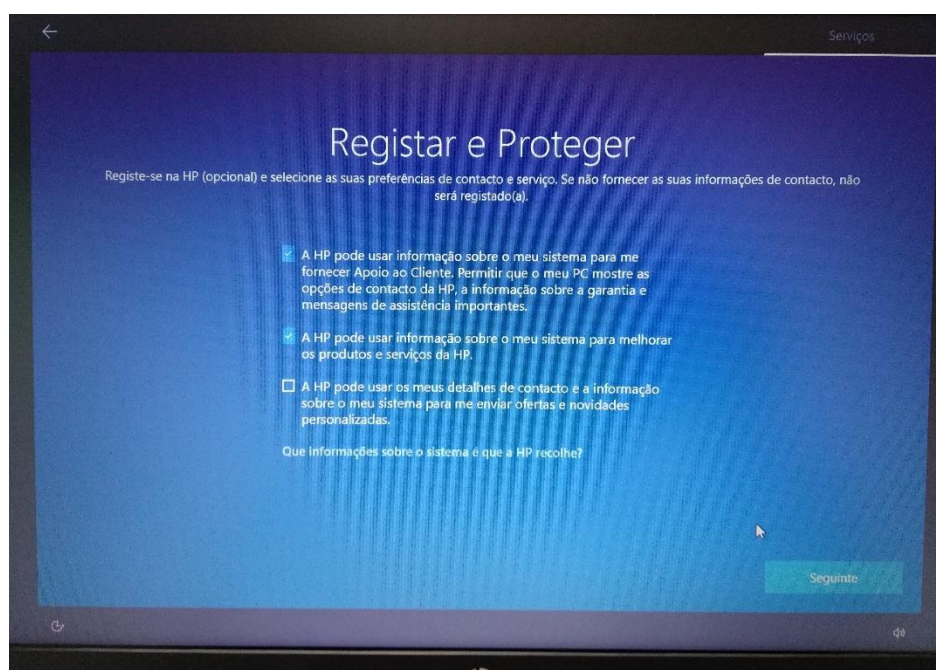 Serviços
Registar e Proteger
Registe-se na HP (opcional) e selecione as suas preferências de contacto e serviço. Se não fornecer as suas informações de contacto, não
será registado(a).
A HP pode usar informação sobre o meu sistema para me
fornecer Apoio ao Cliente. Permitir que o meu PC mostre as
opções de contacto da HP, a informação sobre a garantia e
mensagens de assistência importantes.
A HP pode usar informação sobre o meu sistema para melhorar
os produtos e serviços da HP.
A HP pode usar os meus detalhes de contacto e a informação
sobre o meu sistema para me enviar ofertas e novidades
personalizadas.
Que informações sobre o sistema é que a HP recolhe?
Seguinte